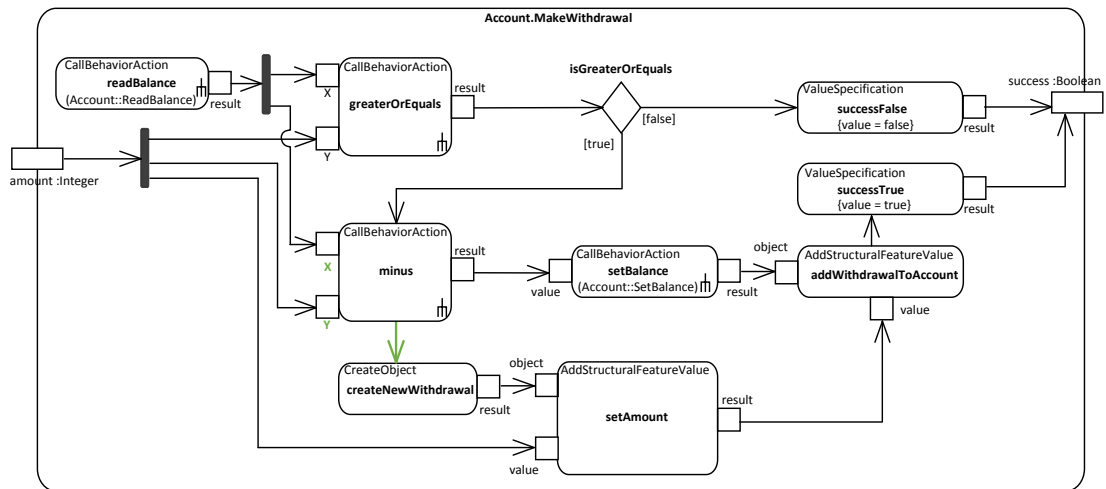 Account.MakeWithdrawal
CallBehaviorAction
readBalance
(Account::ReadBalance)
result
CallBehaviorAction
greaterOrEquals
X
Y
result
isGreaterOrEquals
[false]
[true]
ValueSpecification
successFalse
{value = false}
result
success :Boolean
amount :Integer
ValueSpecification
successTrue
{value = true}
result
CallBehaviorAction
minus
X
Y
result
CallBehaviorAction
setBalance
(Account::SetBalance)
value
result
object
AddStructuralFeatureValue
addWithdrawalToAccount
value
CreateObject
createNewWithdrawal
result
object
AddStructuralFeatureValue
setAmount
result
value